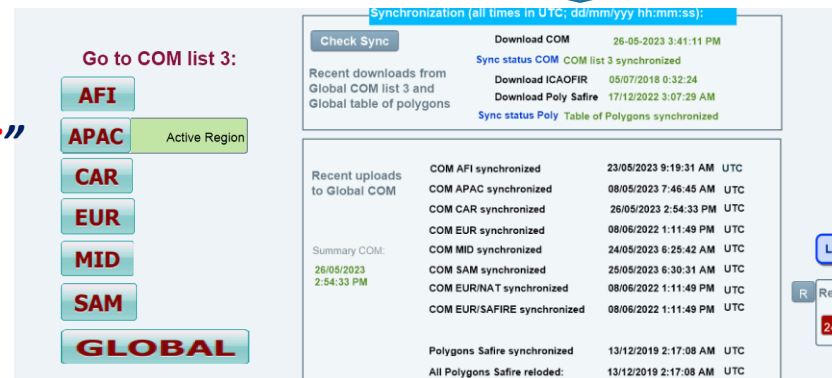 Synchronization (all times in UTC; dd/mm/yyy hh:mm:ss):
Go to COM list 3:
AFI
APAC Active Region
CAR
EUR
MID
SAM
GLOBAL
”
Check Sync
Download COM 26-05-2023 3:41:11 PM
Sync status COM COM list 3 synchronized
Recent downloads from
Global COM list 3 and
Global table of polygons
Download ICAOFIR 05/07/2018 0:32:24
Download Poly Safire 17/12/2022 3:07:29 AM
Sync status Poly Table of Polygons synchronized
Recent uploads
to Global COM
Summary COM:
26/05/2023
2:54:33 PM
COM AFI synchronized 23/05/2023 9:19:31 AM UTC
COM APAC synchronized 08/05/2023 7:46:45 AM UTC
COM CAR synchronized 26/05/2023 2:54:33 PM UTC
COM EUR synchronized 08/06/2022 1:11:49 PM UTC
COM MID synchronized 24/05/2023 6:25:42 AM UTC
COM SAM synchronized 25/05/2023 6:30:31 AM UTC
COM EUR/NAT synchronized 08/06/2022 1:11:49 PM UTC
COM EUR/SAFIRE synchronized 08/06/2022 1:11:49 PM UTC
Polygons Safire synchronized 13/12/2019 2:17:08 AM UTC
All Polygons Safire reloded: 13/12/2019 2:17:08 AM UTC
L
R Re
24